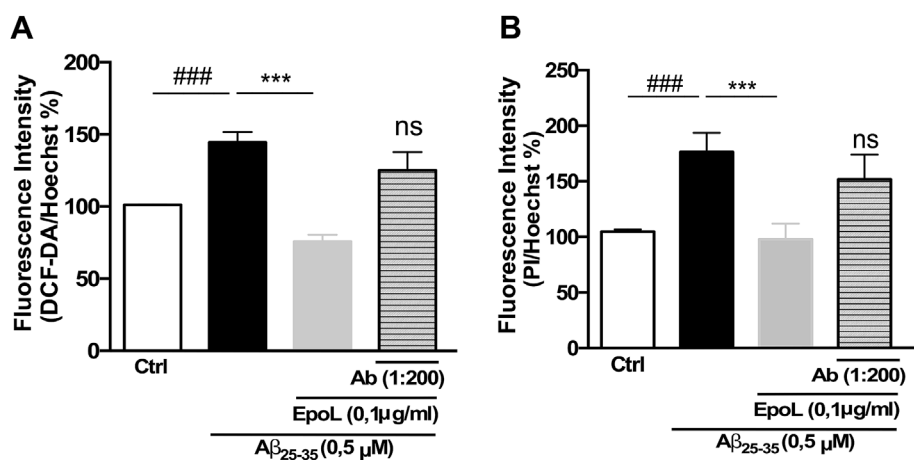 A
Fluorescence Intensity
(DCF-DA/Hoechst %)
200
150
100
50
0
###
***
ns
Ctrl
Ab (1:200)
EpoL (0,1µg/ml)
Aβ25-35 (0,5 µM)
B
Fluorescence Intensity
(PI/Hoechst %)
250
200
150
100
50
0
###
***
ns
Ctrl
Ab (1:200)
EpoL (0,1µg/ml)
Aβ25-35 (0,5 µM)